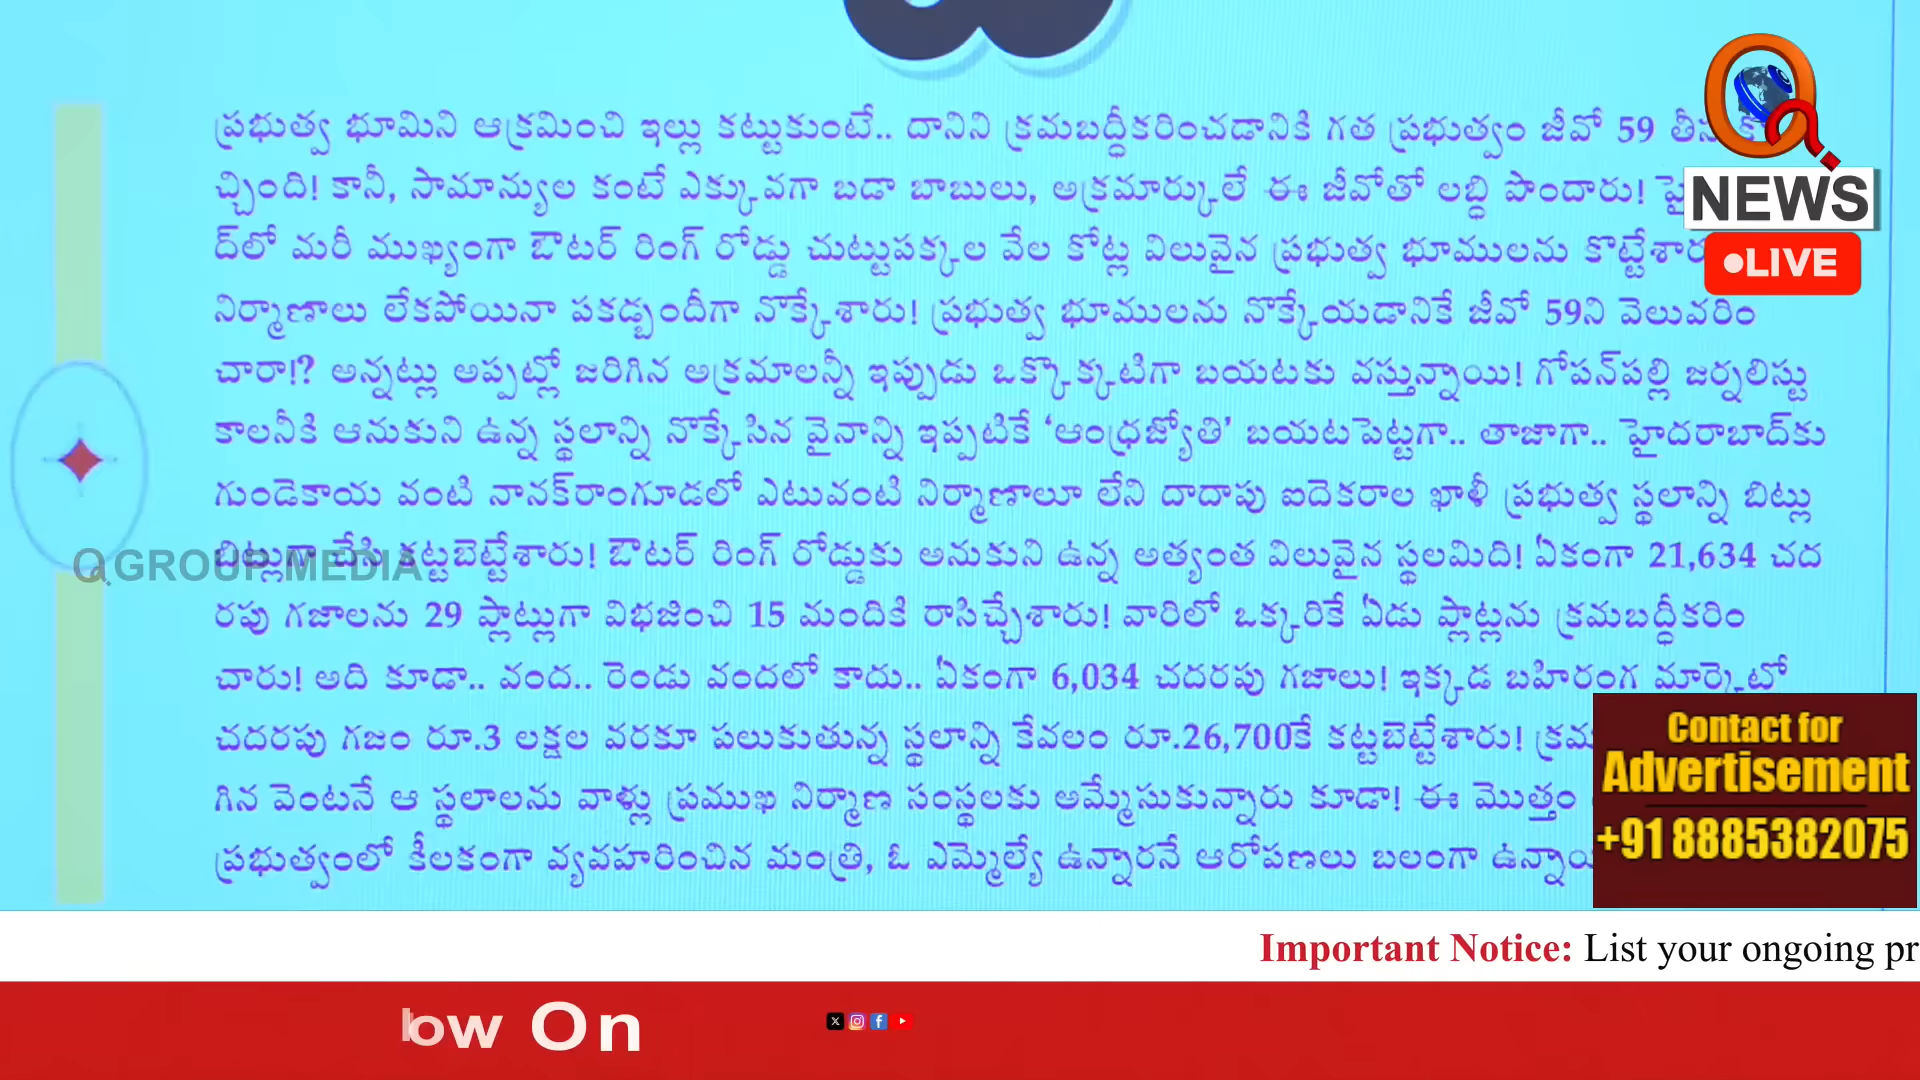 ప్రభుత్వ భూమిని ఆక్రమించి ఇల్లు కట్టుకుంటే.. దానిని క్రమబద్ధీకరించడానికి గత ప్రభుత్వం జీవో 59
చ్చింది! కానీ, సామాన్యుల కంటే ఎక్కువగా బడా బాబులు, అక్రమార్కులే ఈ జీవోతో లబ్ధి పొందారు!
ద్‌లో మరీ ముఖ్యంగా ఔటర్ రింగ్ రోడ్డు చుట్టుపక్కల వేల కోట్ల విలువైన ప్రభుత్వ భూములను
నిర్మాణాలు లేకపోయినా పకడ్బందీగా నొక్కేశారు! ప్రభుత్వ భూములను నొక్కేయడానికే జీవో 59ని వెలువరిం
చారా!? అన్నట్లు అప్పట్లో జరిగిన అక్రమాలన్నీ ఇప్పుడు ఒక్కొక్కటిగా బయటకు వస్తున్నాయి! గోపన్‌పల్లి జర్నలిస్టు
కాలనీకి ఆనుకుని ఉన్న స్థలాన్ని నొక్కేసిన వైనాన్ని ఇప్పటికే ‘ఆంధ్రజ్యోతి’ బయటపెట్టగా.. తాజాగా.. హైదరాబాద్‌కు
గుండెకాయ వంటి నానక్‌రాంగూడలో ఎటువంటి నిర్మాణాలూ లేని దాదాపు ఐదెకరాల ఖాళీ ప్రభుత్వ స్థలాన్ని బిట్లు
బిట్లుగా చేసి కట్టబెట్టేశారు! ఔటర్ రింగ్ రోడ్డుకు అనుకుని ఉన్న అత్యంత విలువైన స్థలమిది! ఏకంగా 21,634 చద
రపు గజాలను 29 ప్లాట్లుగా విభజించి 15 మందికి రాసిచ్చేశారు! వారిలో ఒక్కరికే ఏడు ప్లాట్లను క్రమబద్ధీకరిం
చారు! అది కూడా.. వంద.. రెండు వందలో కాదు.. ఏకంగా 6,034 చదరపు గజాలు! ఇక్కడ బహిరంగ మార్కెట్లో
చదరపు గజం రూ.3 లక్షల వరకూ పలుకుతున్న స్థలాన్ని కేవలం రూ.26,700కే కట్టబెట్టేశారు!
గిన వెంటనే ఆ స్థలాలను వాళ్లు ప్రముఖ నిర్మాణ సంస్థలకు అమ్మేసుకున్నారు కూడా! ఈ మొత్తం
ప్రభుత్వంలో కీలకంగా వ్యవహరించిన మంత్రి, ఓ ఎమ్మెల్యే ఉన్నారనే ఆరోపణలు బలంగా
Q NEWS
LIVE
Q GROUP MEDIA
Contact for
Advertisement
+91 8885382075
Important Notice: List your ongoing pr
low On